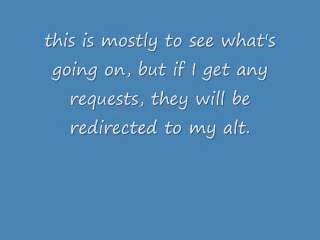 this is mostly to see what's
going on, but if I get any
requests, they will be
redirected to my alt.